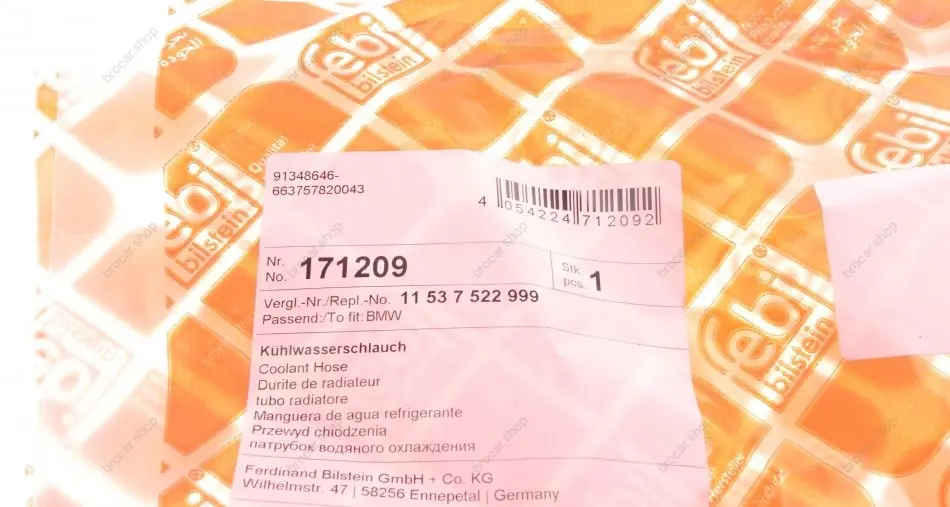 91348646-
663757820043
4 054224 712092
Nr.
No. 171209
Stk.
pcs. 1
Vergl.-Nr./Repl.-No. 11 53 7 522 999
Passend:/To fit: BMW
Kühlwasserschlauch
Coolant Hose
Durite de radiateur
tubo radiatore
Manguera de agua refrigerante
Przewyd chiodzenia
патрубок водяного охлаждения
Ferdinand Bilstein GmbH + Co. KG
Wilhelmstr. 47 | 58256 Ennepetal | Germany
febi
bilstein
febi
bilstein
febi
bilstein
febi
bilstein
brocar.shop